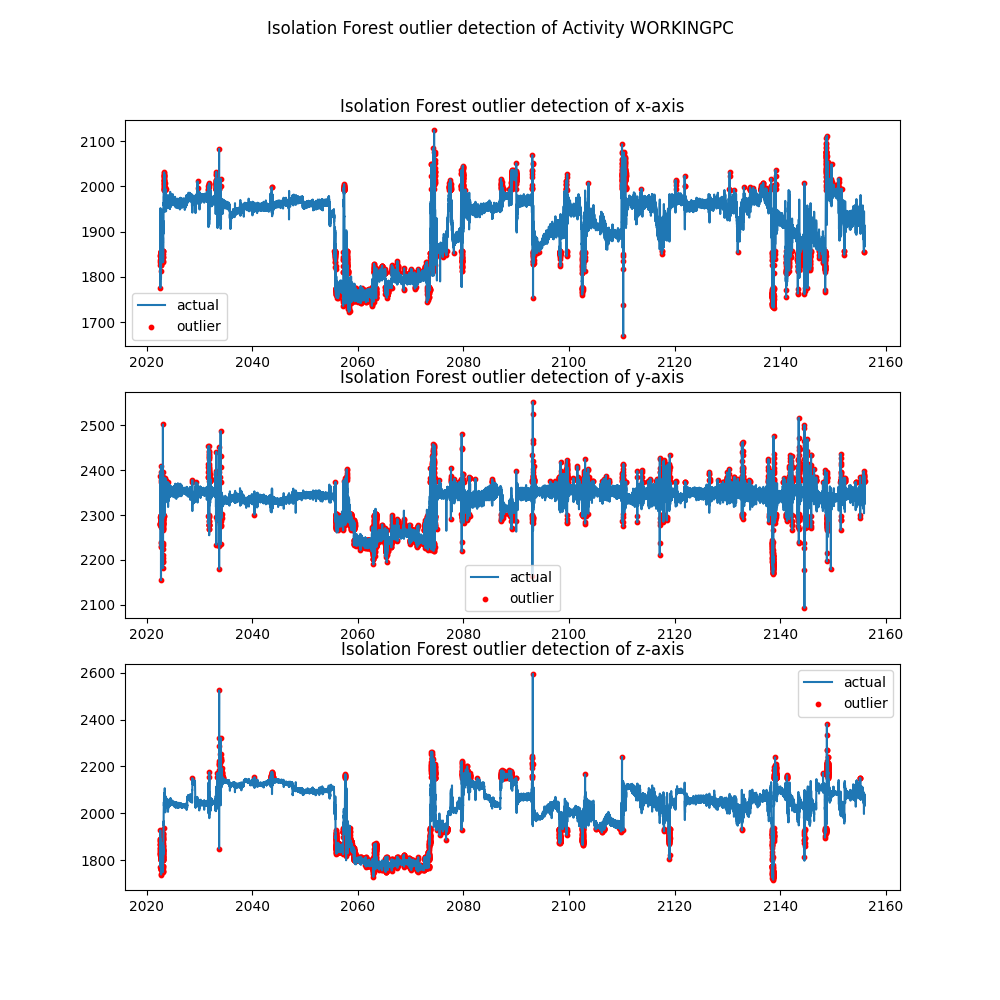 Isolation Forest outlier detection of Activity WORKINGPC
Isolation Forest outlier detection of x-axis
2100
2000
1900
1800
1700
actual
outlier
2020 2040 2060 2080 2100 2120 2140 2160
Isolation Forest outlier detection of y-axis
2500
2400
2300
2200
2100
actual
outlier
2020 2040 2060 2080 2100 2120 2140 2160
Isolation Forest outlier detection of z-axis
2600
2400
2200
2000
1800
actual
outlier
2020 2040 2060 2080 2100 2120 2140 2160